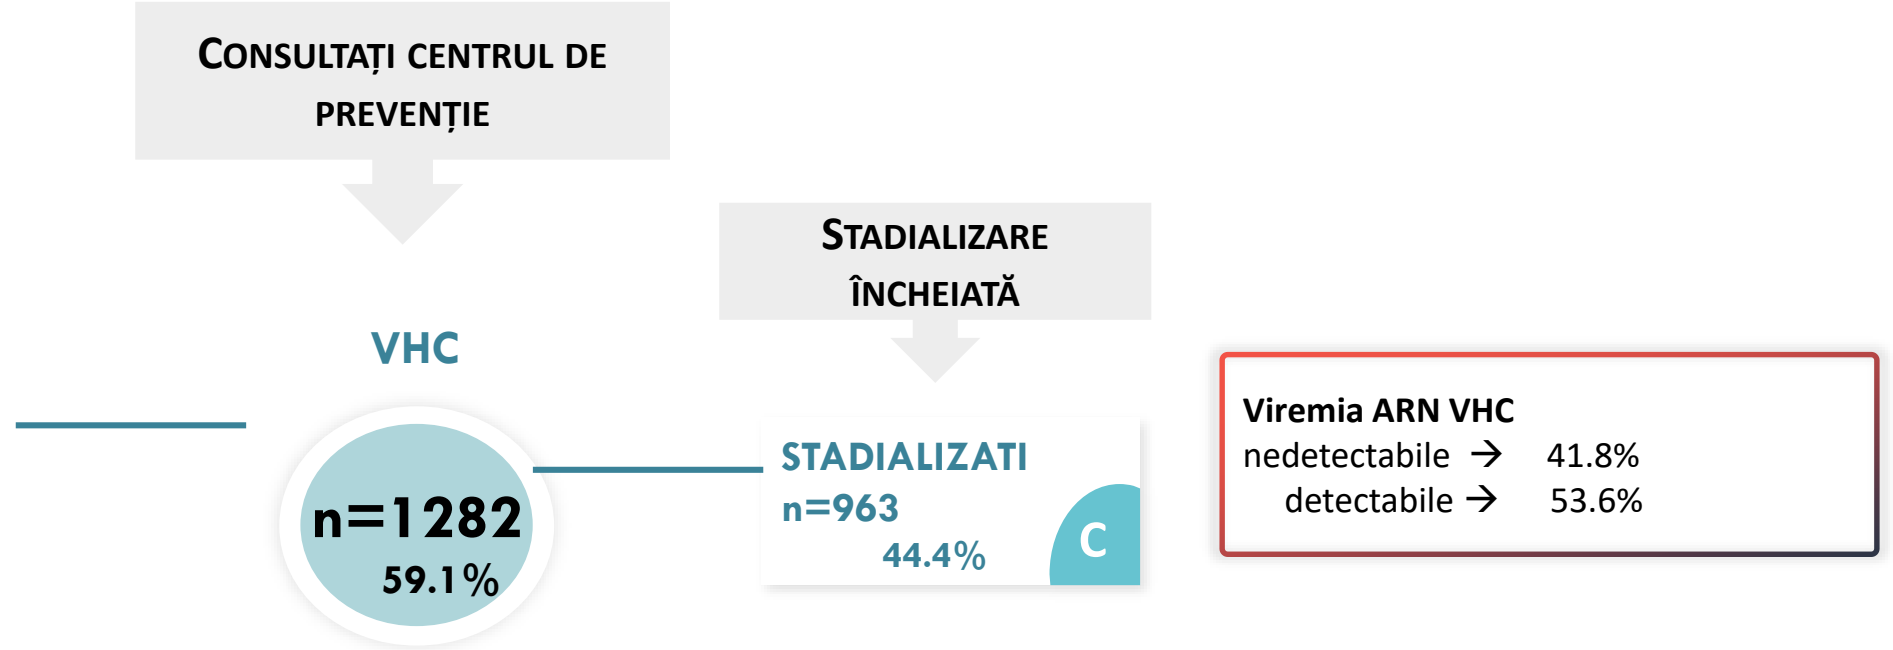 CONSULTAȚI CENTRUL DE
PREVENȚIE
STADIALIZARE
ÎNCHEIATĂ
VHC
n=1282
59.1%
STADIALIZATI
n=963
44.4%
C
Viremia ARN VHC
nedetectabile → 41.8%
detectabile → 53.6%